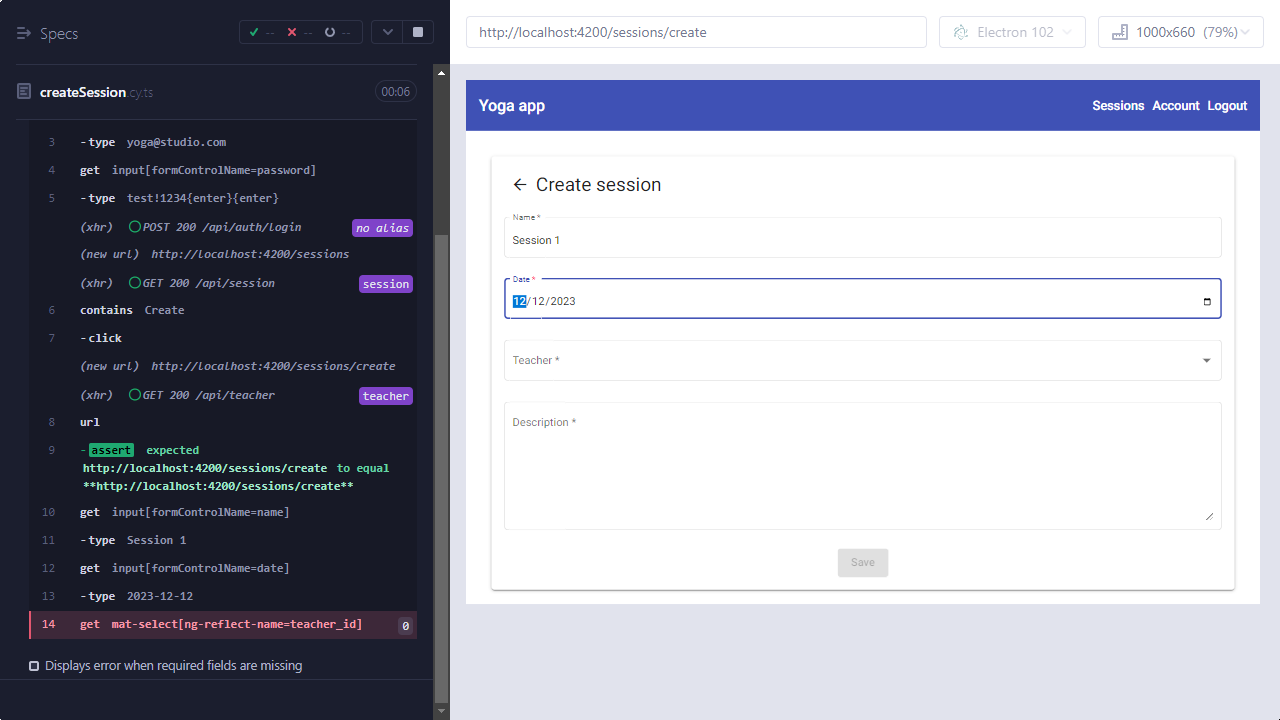 Specs
-- -- --
createSession.cy.ts 00:06
3 -type yoga@studio.com
4 get input[formControlName=password]
5 -type test!1234{enter}{enter}
(xhr) POST 200 /api/auth/login no alias
(new url) http://localhost:4200/sessions
(xhr) GET 200 /api/session session
6 contains Create
7 -click
(new url) http://localhost:4200/sessions/create
(xhr) GET 200 /api/teacher teacher
8 url
9 -assert expected
http://localhost:4200/sessions/create to equal
**http://localhost:4200/sessions/create**
10 get input[formControlName=name]
11 -type Session 1
12 get input[formControlName=date]
13 -type 2023-12-12
14 get mat-select[ng-reflect-name=teacher_id] 0
Displays error when required fields are missing
http://localhost:4200/sessions/create
Electron 102
1000x660 (79%)
Yoga app
Sessions Account Logout
Create session
Name *
Session 1
Date *
12/12/2023
Teacher *
Description *
Save